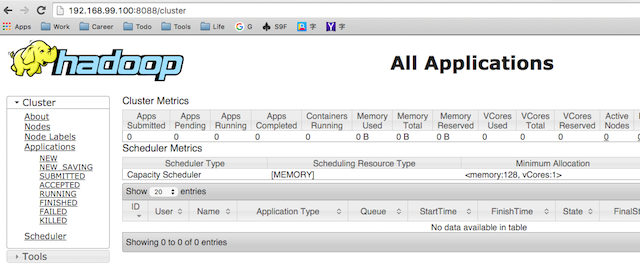 192.168.99.100:8088/cluster
Apps Bookmarks Work Career Todo Tools Life G S9F 字 字
hadoop
All Applications
Cluster
About
Nodes
Node Labels
Applications
NEW
NEW_SAVING
SUBMITTED
ACCEPTED
RUNNING
FINISHED
FAILED
KILLED
Scheduler
Tools
Cluster Metrics
Apps Submitted Apps Pending Apps Running Apps Completed Containers Running Memory Used Memory Total Memory Reserved VCores Used VCores Total VCores Reserved Active Nodes
0 0 0 0 0 0 B 0 B 0 B 0 0 0 0
Scheduler Metrics
Scheduler Type Scheduling Resource Type Minimum Allocation
Capacity Scheduler [MEMORY] <memory:128, vCores:1>
Show 20 entries
ID User Name Application Type Queue StartTime FinishTime State FinalSt
No data available in table
Showing 0 to 0 of 0 entries